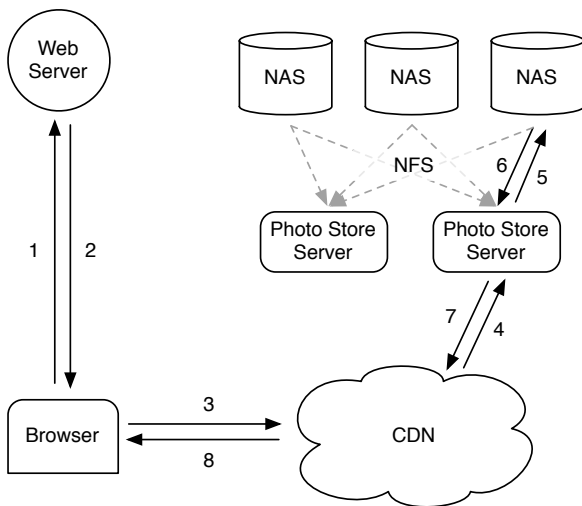 Web
Server
NAS
NAS
NAS
NFS
6
5
Photo Store
Server
Photo Store
Server
1
2
7
4
3
Browser
CDN
8